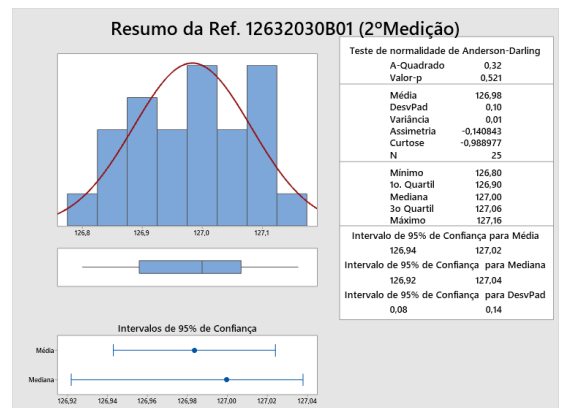 Resumo da Ref. 12632030B01 (2ºMedição)
Teste de normalidade de Anderson-Darling
A-Quadrado 0,32
Valor-p 0,521
Média 126,98
DesvPad 0,10
Variância 0,01
Assimetria -0,140843
Curtose -0,988977
N 25
Mínimo 126,80
1o. Quartil 126,90
Mediana 127,00
3o Quartil 127,06
Máximo 127,16
Intervalo de 95% de Confiança para Média
126,94 127,02
Intervalo de 95% de Confiança para Mediana
126,92 127,04
Intervalo de 95% de Confiança para DesvPad
0,08 0,14
126,8 126,9 127,0 127,1
Intervalos de 95% de Confiança
Média
Mediana
126,92 126,94 126,96 126,98 127,00 127,02 127,04